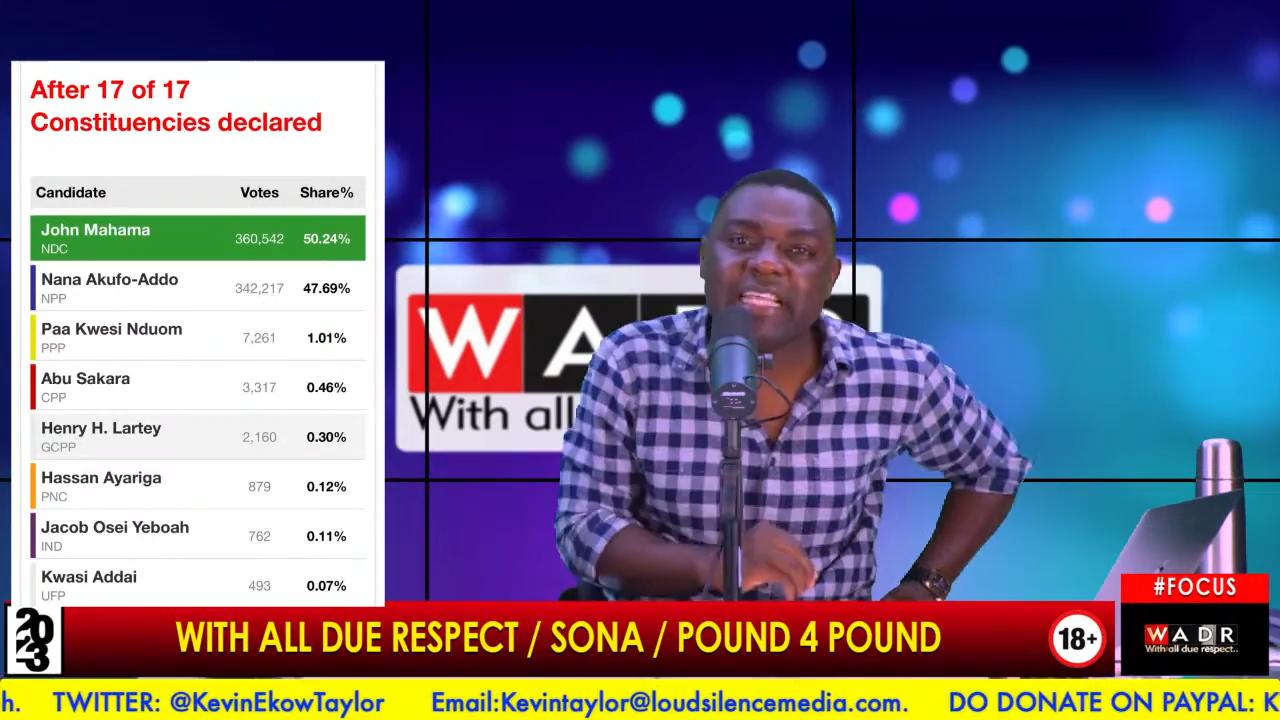 After 17 of 17
Constituencies declared
Candidate Votes Share%
John Mahama
NDC
360,542 50.24%
Nana Akufo-Addo
NPP
342,217 47.69%
Paa Kwesi Nduom
PPP
7,261 1.01%
Abu Sakara
CPP
3,317 0.46%
Henry H. Lartey
GCPP
2,160 0.30%
Hassan Ayariga
PNC
879 0.12%
Jacob Osei Yeboah
IND
762 0.11%
Kwasi Addai
UFP
493 0.07%
W A
With all
#FOCUS
WADR
With all due respect..
WITH ALL DUE RESPECT / SONA / POUND 4 POUND
18+
h. TWITTER: @KevinEkowTaylor Email:Kevintaylor@loudsilencemedia.com. DO DONATE ON PAYPAL: K